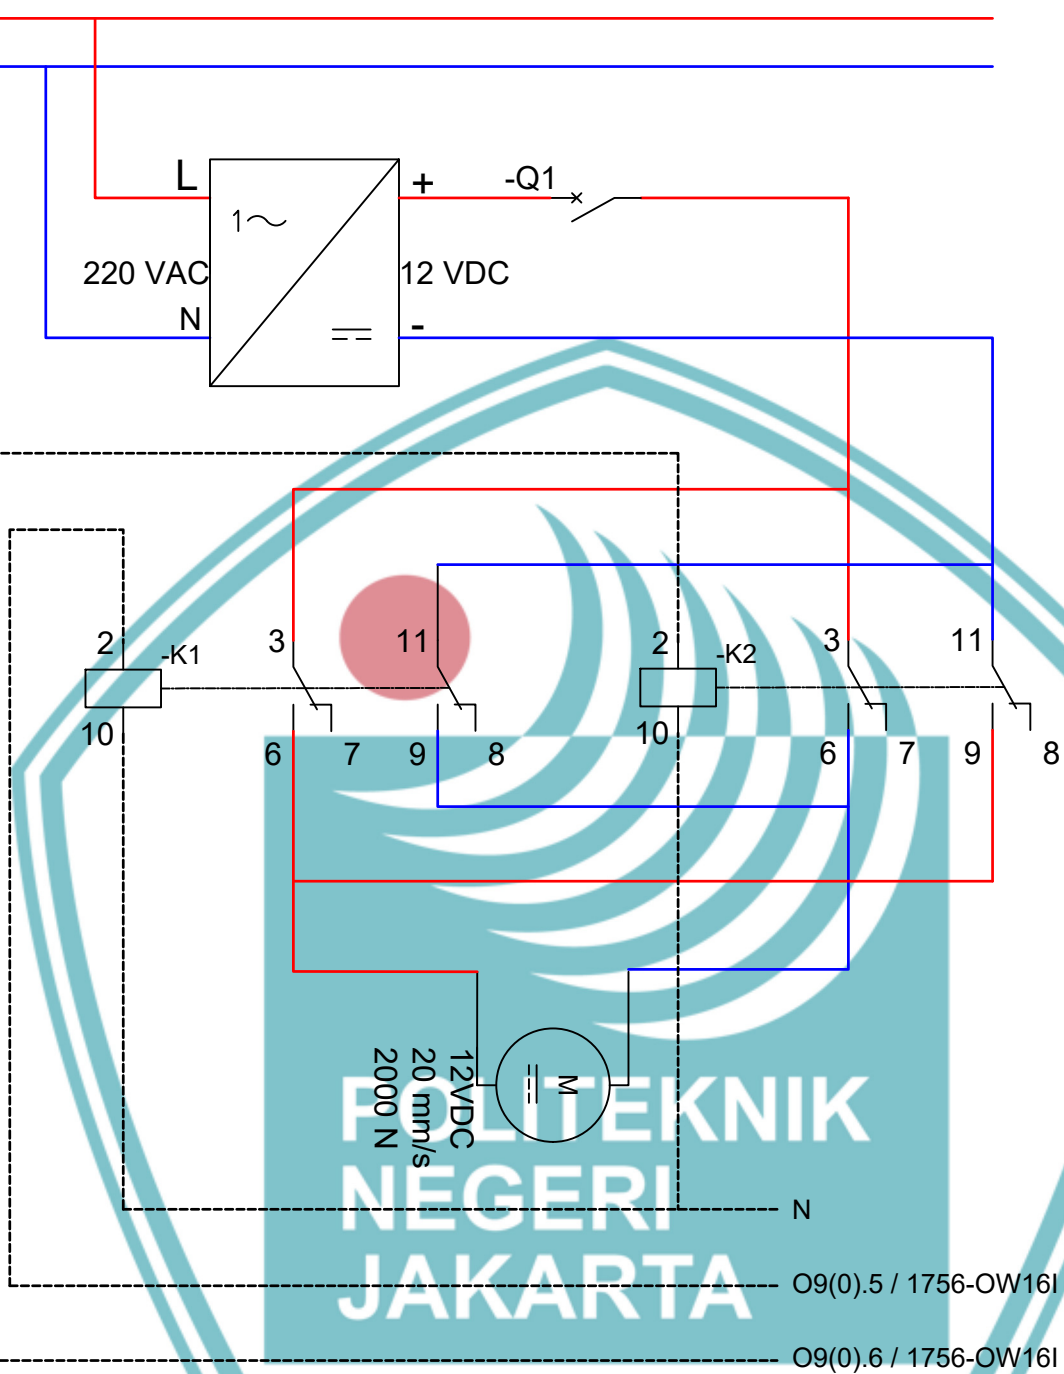 L
+
-Q1
1
220 VAC
12 VDC
N
-
2
-K1
3
11
2
-K2
3
11
10
6
7
9
8
10
6
7
9
8
12VDC
20 mm/s
2000 N
M
POLITEKNIK
NEGERI
JAKARTA
N
O9(0).5 / 1756-OW16I
O9(0).6 / 1756-OW16I